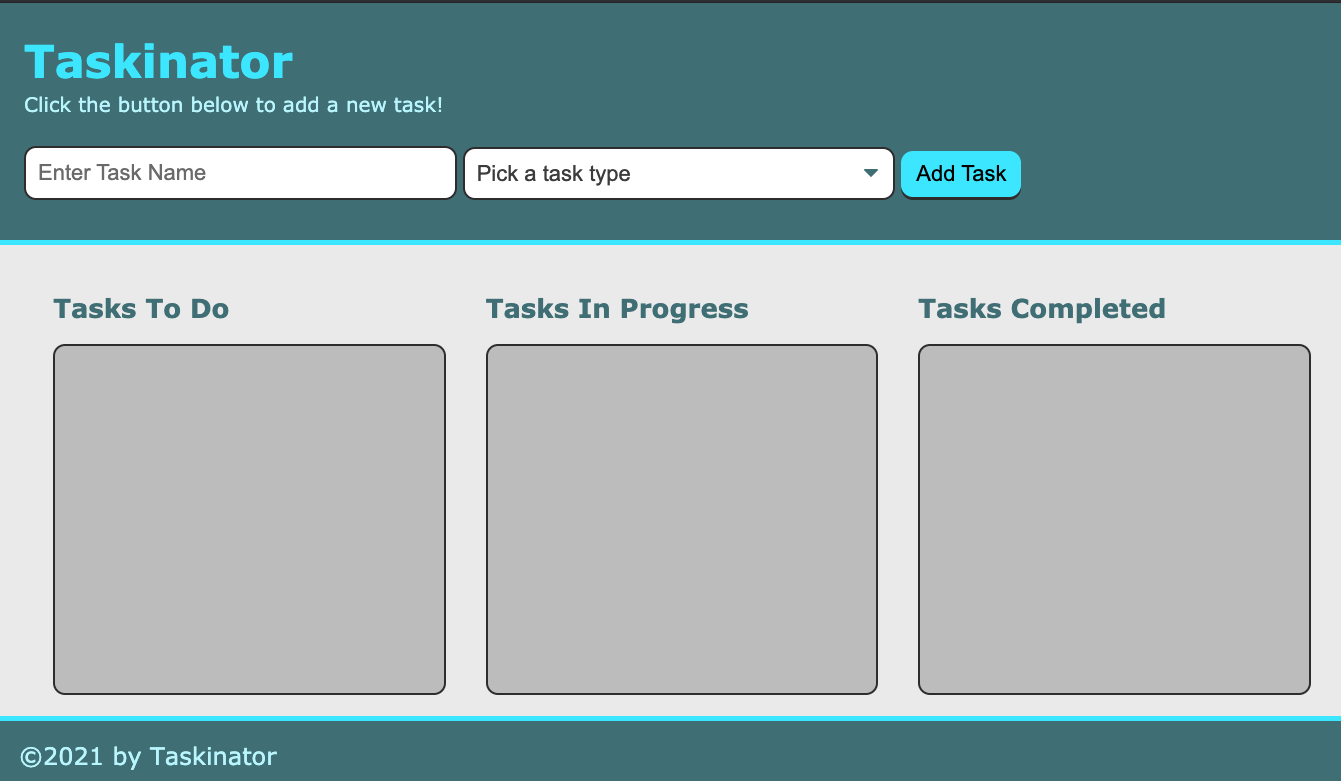 Taskinator
Click the button below to add a new task!
Enter Task Name
Pick a task type
Add Task
Tasks To Do
Tasks In Progress
Tasks Completed
©2021 by Taskinator